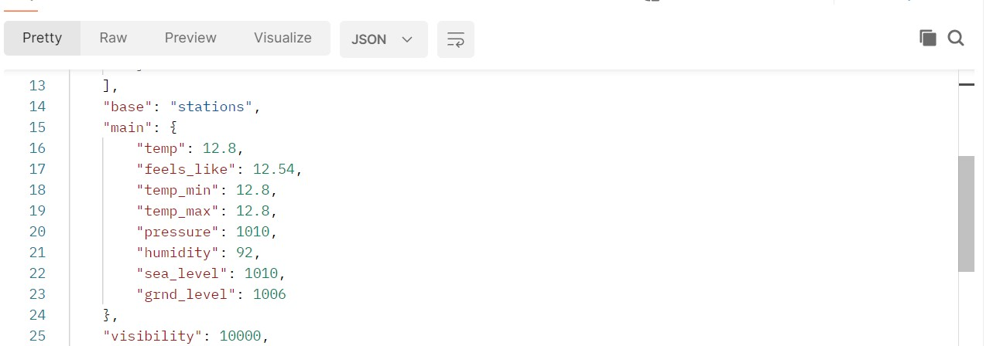 Pretty Raw Preview Visualize JSON
13 ],
14 "base": "stations",
15 "main": {
16 "temp": 12.8,
17 "feels_like": 12.54,
18 "temp_min": 12.8,
19 "temp_max": 12.8,
20 "pressure": 1010,
21 "humidity": 92,
22 "sea_level": 1010,
23 "grnd_level": 1006
24 },
25 "visibility": 10000,